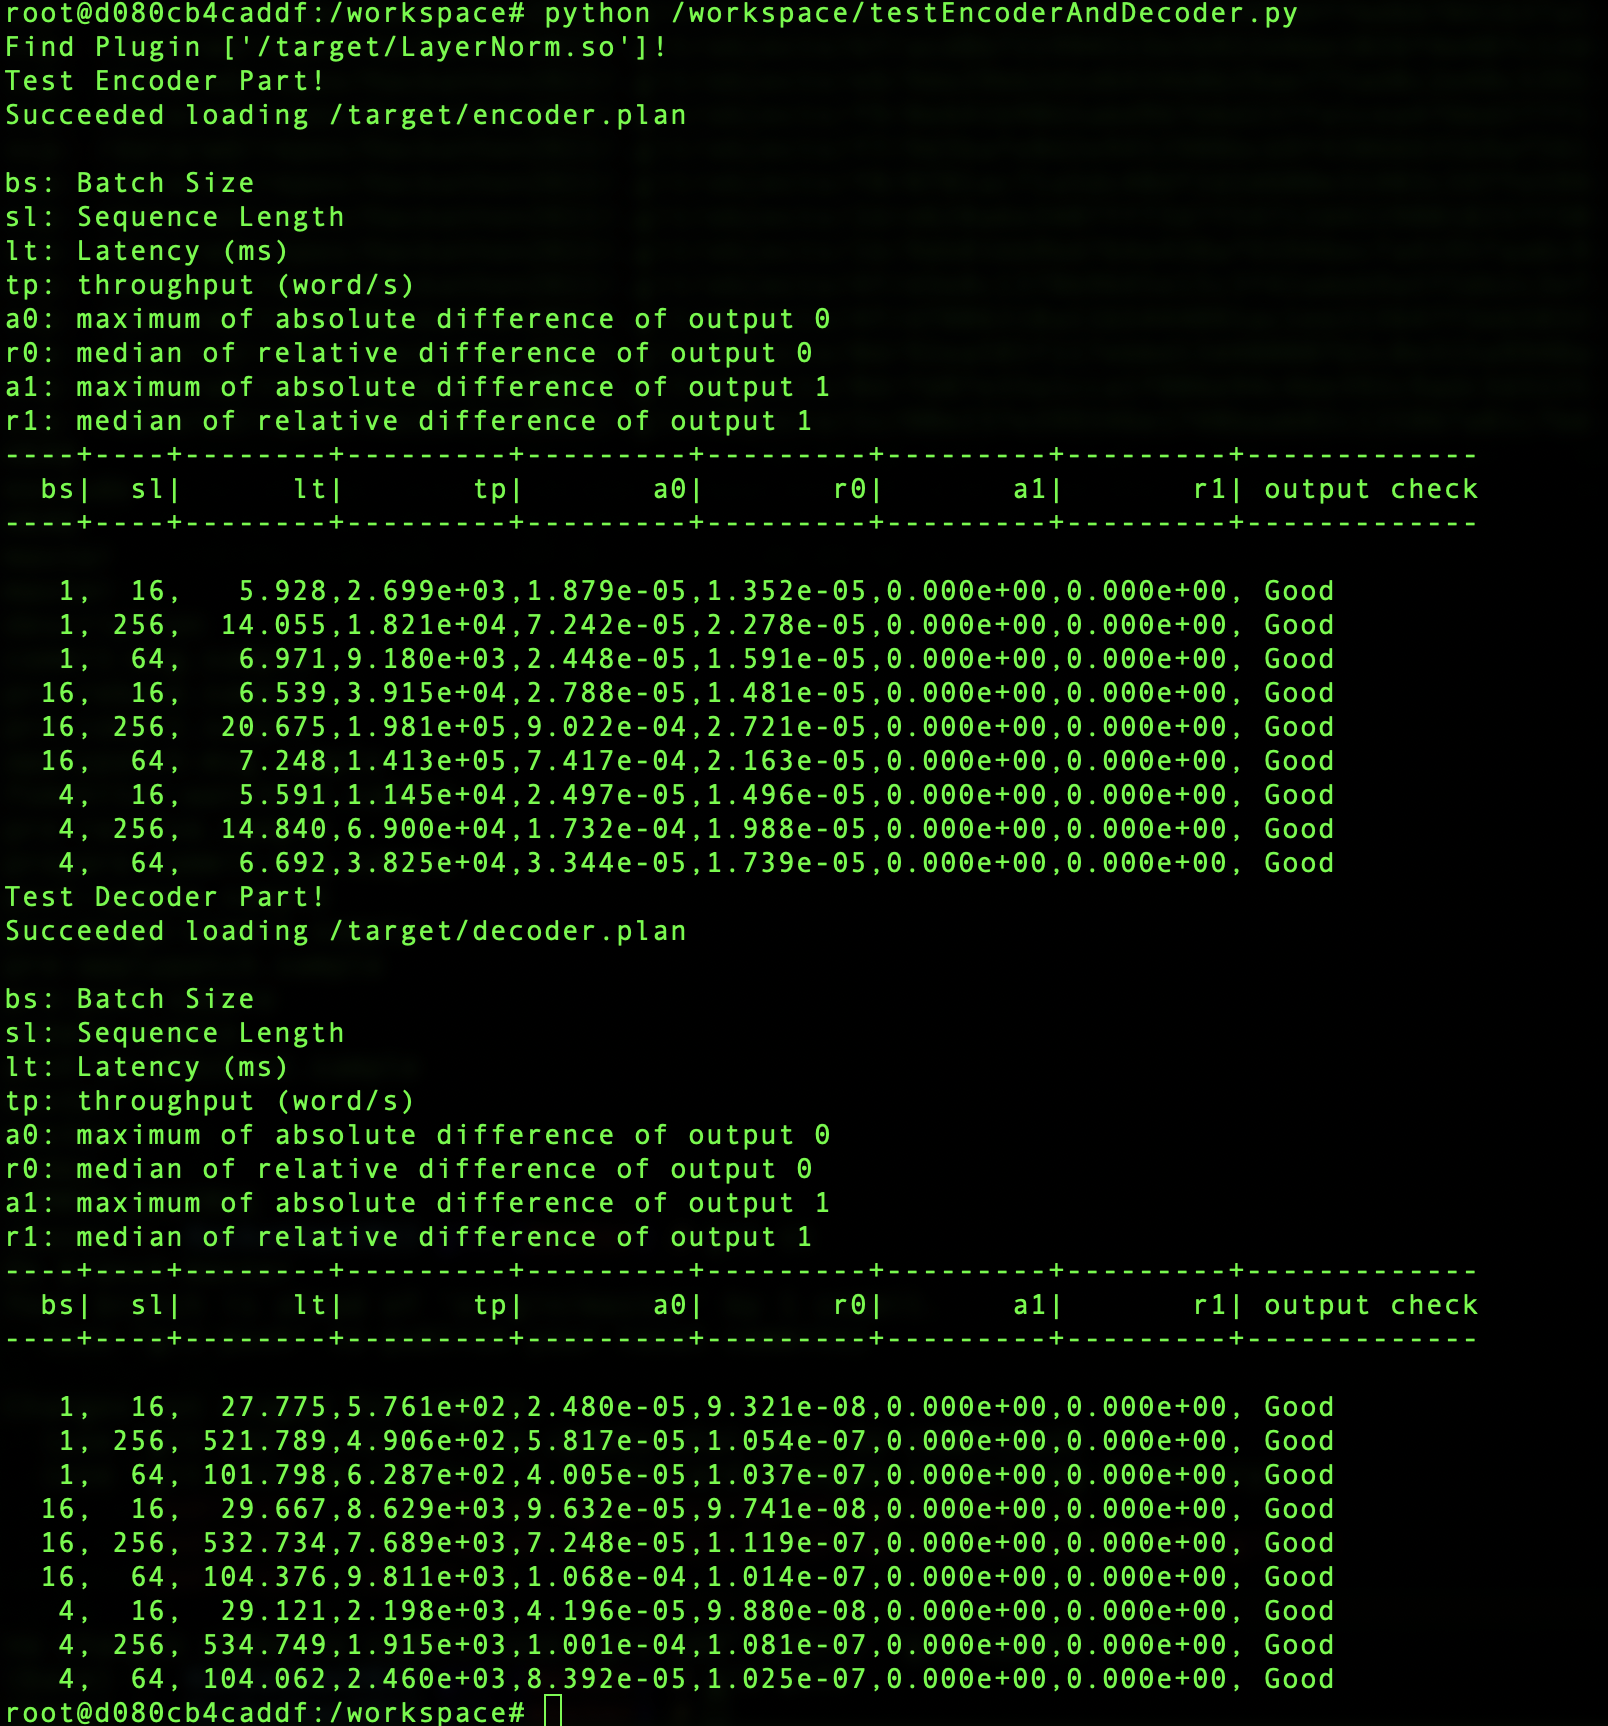 root@d080cb4caddf:/workspace# python /workspace/testEncoderAndDecoder.py
Find Plugin ['/target/LayerNorm.so']!
Test Encoder Part!
Succeeded loading /target/encoder.plan
bs: Batch Size
sl: Sequence Length
lt: Latency (ms)
tp: throughput (word/s)
a0: maximum of absolute difference of output 0
r0: median of relative difference of output 0
a1: maximum of absolute difference of output 1
r1: median of relative difference of output 1
----+----+--------+---------+---------+---------+---------+---------+-------------
  bs|  sl|      lt|       tp|       a0|       r0|       a1|       r1| output check
----+----+--------+---------+---------+---------+---------+---------+-------------
   1,  16,   5.928,2.699e+03,1.879e-05,1.352e-05,0.000e+00,0.000e+00, Good
   1, 256,  14.055,1.821e+04,7.242e-05,2.278e-05,0.000e+00,0.000e+00, Good
   1,  64,   6.971,9.180e+03,2.448e-05,1.591e-05,0.000e+00,0.000e+00, Good
  16,  16,   6.539,3.915e+04,2.788e-05,1.481e-05,0.000e+00,0.000e+00, Good
  16, 256,  20.675,1.981e+05,9.022e-04,2.721e-05,0.000e+00,0.000e+00, Good
  16,  64,   7.248,1.413e+05,7.417e-04,2.163e-05,0.000e+00,0.000e+00, Good
   4,  16,   5.591,1.145e+04,2.497e-05,1.496e-05,0.000e+00,0.000e+00, Good
   4, 256,  14.840,6.900e+04,1.732e-04,1.988e-05,0.000e+00,0.000e+00, Good
   4,  64,   6.692,3.825e+04,3.344e-05,1.739e-05,0.000e+00,0.000e+00, Good
Test Decoder Part!
Succeeded loading /target/decoder.plan
bs: Batch Size
sl: Sequence Length
lt: Latency (ms)
tp: throughput (word/s)
a0: maximum of absolute difference of output 0
r0: median of relative difference of output 0
a1: maximum of absolute difference of output 1
r1: median of relative difference of output 1
----+----+--------+---------+---------+---------+---------+---------+-------------
  bs|  sl|      lt|       tp|       a0|       r0|       a1|       r1| output check
----+----+--------+---------+---------+---------+---------+---------+-------------
   1,  16,  27.775,5.761e+02,2.480e-05,9.321e-08,0.000e+00,0.000e+00, Good
   1, 256, 521.789,4.906e+02,5.817e-05,1.054e-07,0.000e+00,0.000e+00, Good
   1,  64, 101.798,6.287e+02,4.005e-05,1.037e-07,0.000e+00,0.000e+00, Good
  16,  16,  29.667,8.629e+03,9.632e-05,9.741e-08,0.000e+00,0.000e+00, Good
  16, 256, 532.734,7.689e+03,7.248e-05,1.119e-07,0.000e+00,0.000e+00, Good
  16,  64, 104.376,9.811e+03,1.068e-04,1.014e-07,0.000e+00,0.000e+00, Good
   4,  16,  29.121,2.198e+03,4.196e-05,9.880e-08,0.000e+00,0.000e+00, Good
   4, 256, 534.749,1.915e+03,1.001e-04,1.081e-07,0.000e+00,0.000e+00, Good
   4,  64, 104.062,2.460e+03,8.392e-05,1.025e-07,0.000e+00,0.000e+00, Good
root@d080cb4caddf:/workspace#